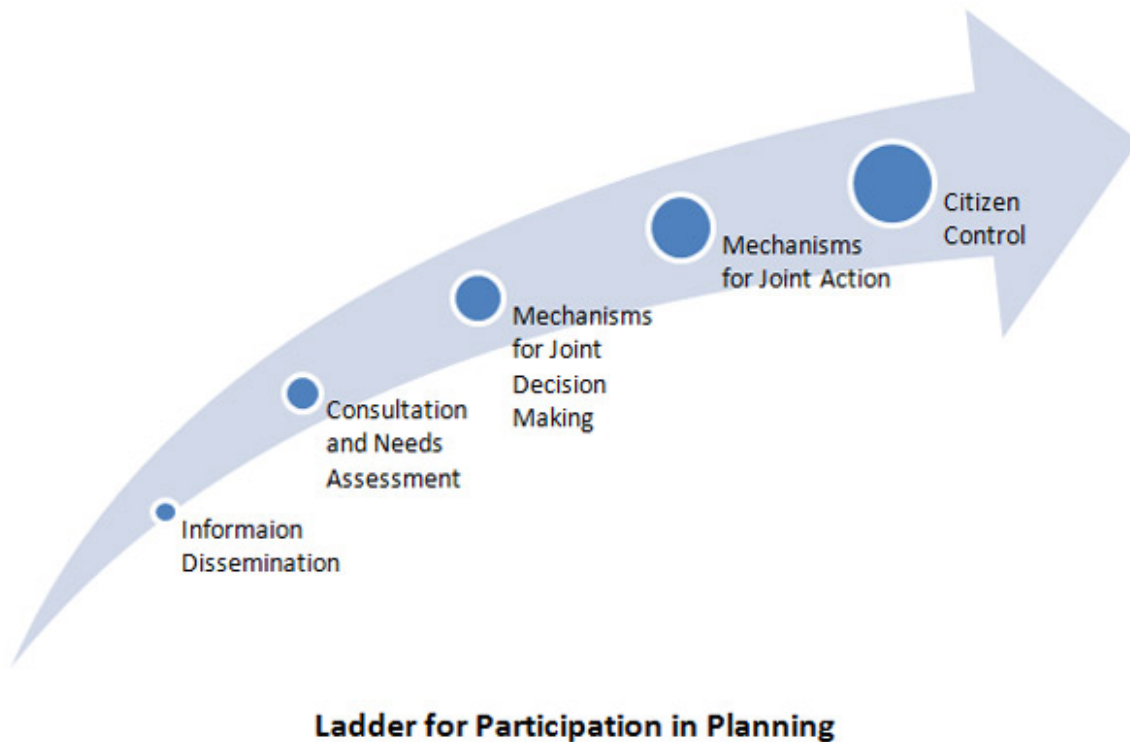 Informaion
Dissemination
Consultation
and Needs
Assessment
Mechanisms
for Joint
Decision
Making
Mechanisms
for Joint Action
Citizen
Control
Ladder for Participation in Planning